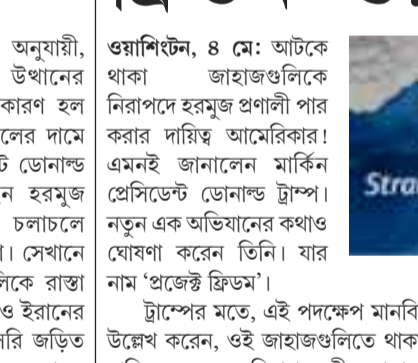 অনুযায়ী,
উত্থানের
কারণ হল
লের দামে
ডোনাল্ড
হরমুজ
চলাচলে
। সেখানে
রাস্তা
ও ইরানের
জড়িত
ওয়াশিংটন, ৪ মে: আটকে
থাকা জাহাজগুলিকে
নিরাপদে হরমুজ প্রণালী পার
করার দায়িত্ব আমেরিকার!
এমনই জানালেন মার্কিন
প্রেসিডেন্ট ডোনাল্ড ট্রাম্প।
নতুন এক অভিযানের কথাও
ঘোষণা করেন তিনি। যার
নাম ‘প্রজেক্ট ফ্রিডম’।
ট্রাম্পের মতে, এই পদক্ষেপ মানবি
উল্লেখ করেন, ওই জাহাজগুলিতে থাক
Stra